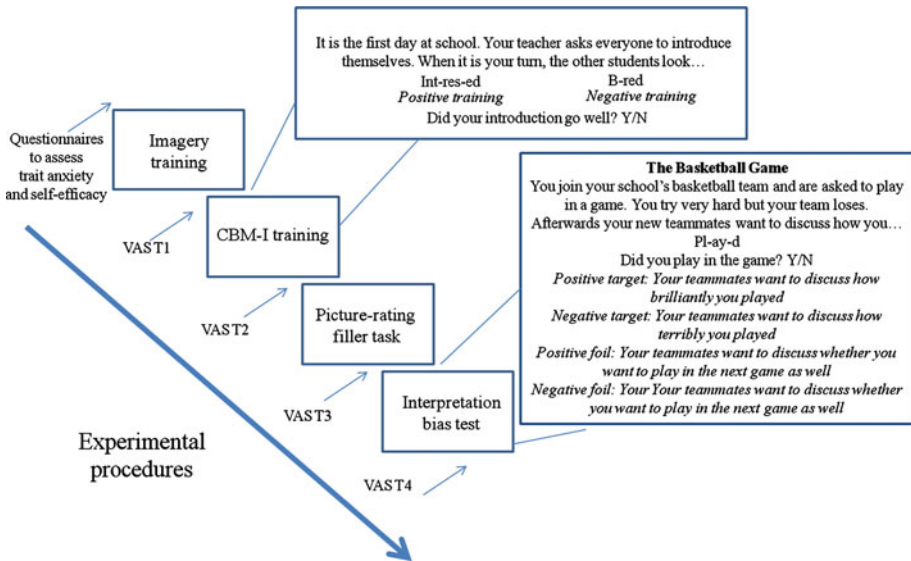 Questionnaires
to assess
trait anxiety
and self-efficacy
Imagery
training
VAST1
CBM-I training
It is the first day at school. Your teacher asks everyone to introduce
themselves. When it is your turn, the other students look…
Int-res-ed B-red
Positive training Negative training
Did your introduction go well? Y/N
VAST2
Picture-rating
filler task
VAST3
Interpretation
bias test
The Basketball Game
You join your school's basketball team and are asked to play
in a game. You try very hard but your team loses.
Afterwards your new teammates want to discuss how you…
Pl-ay-d
Did you play in the game? Y/N
Positive target: Your teammates want to discuss how
brilliantly you played
Negative target: Your teammates want to discuss how
terribly you played
Positive foil: Your teammates want to discuss whether you
want to play in the next game as well
Negative foil: Your Your teammates want to discuss whether
you want to play in the next game as well
VAST4
Experimental
procedures